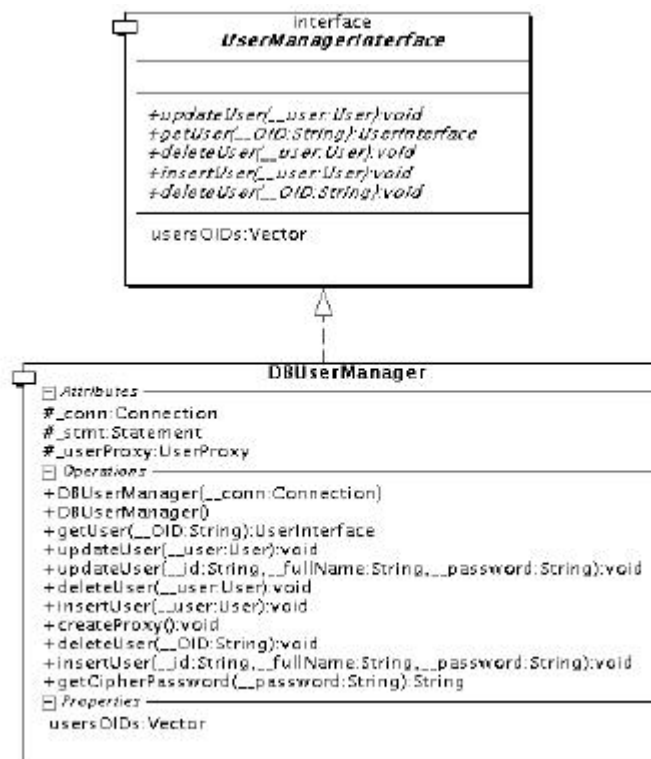 interface
UserManagerInterface
+updateUser(__user:User):void
+getUser(__OID:String):UserInterface
+deleteUser(__user:User):void
+insertUser(__user:User):void
+deleteUser(__OID:String):void
usersOIDs:Vector
DBUserManager
Attributes
#_conn:Connection
#_stmt:Statement
#_userProxy:UserProxy
Operations
+DBUserManager(__conn:Connection)
+DBUserManager()
+getUser(__OID:String):UserInterface
+updateUser(__user:User):void
+updateUser(__id:String,__fullName:String,__password:String):void
+deleteUser(__user:User):void
+insertUser(__user:User):void
+createProxy():void
+deleteUser(__OID:String):void
+insertUser(__id:String,__fullName:String,__password:String):void
+getCipherPassword(__password:String):String
Properties
usersOIDs:Vector